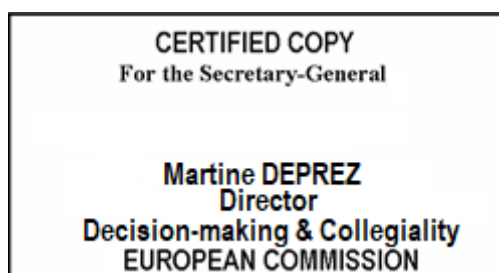 CERTIFIED COPY
For the Secretary-General
Martine DEPREZ
Director
Decision-making & Collegiality
EUROPEAN COMMISSION